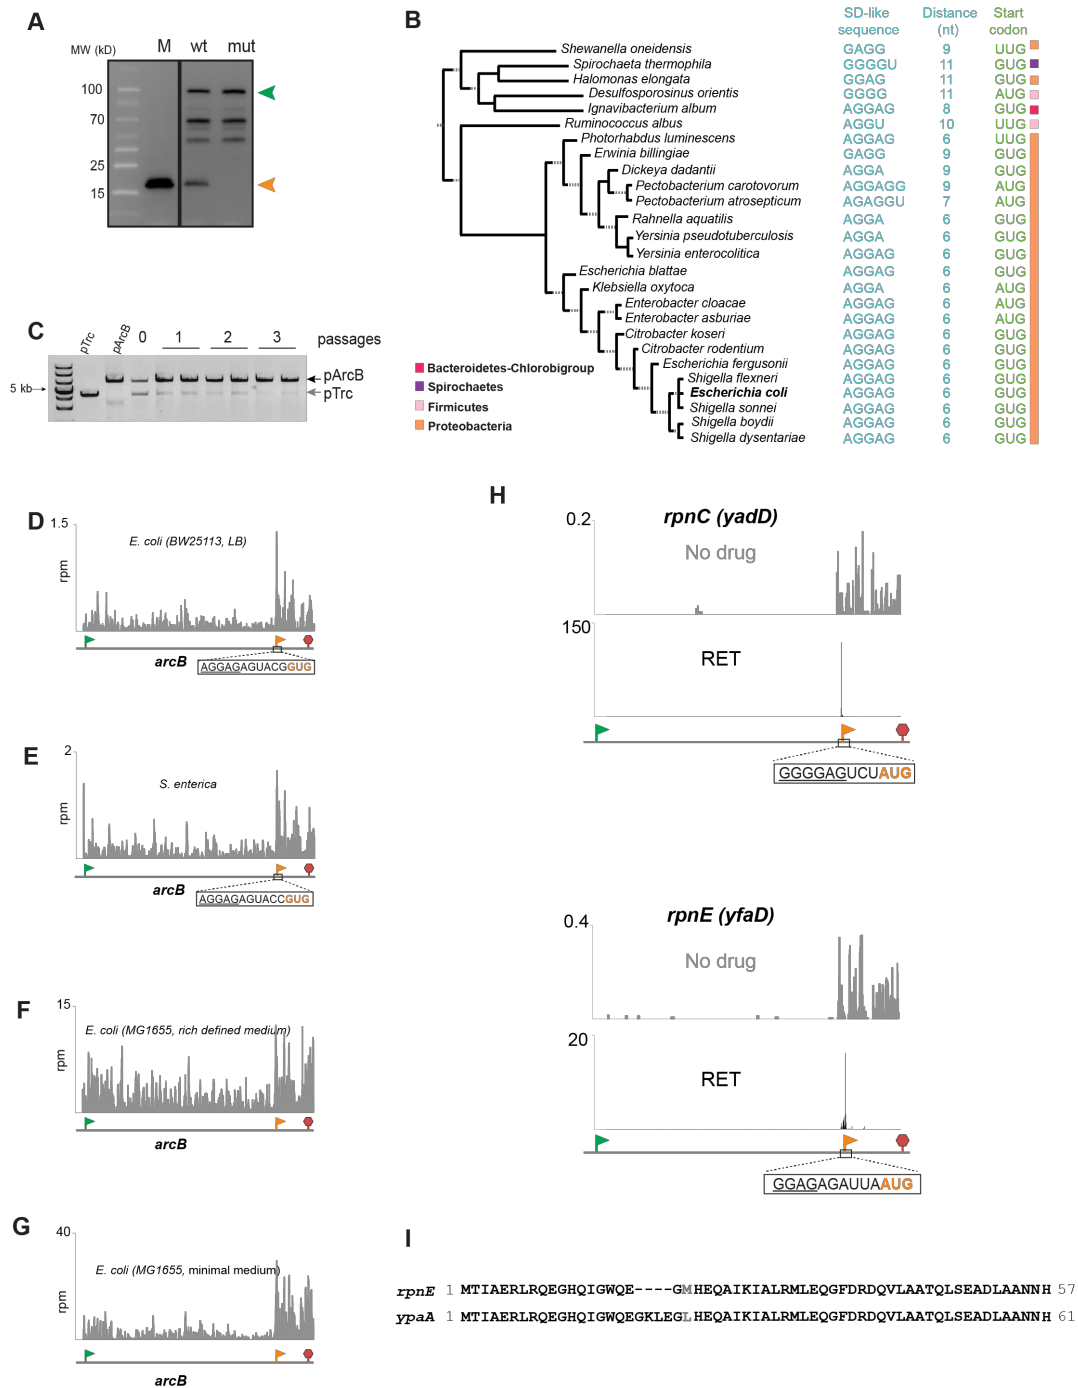 A
MW (kD) M wt mut
100
70
25
15
B
SD-like sequence Distance (nt) Start codon
Shewanella oneidensis GAGG 9 UUG
Spirochaeta thermophila GGGGU 11 GUG
Halomonas elongata GGAG 11 GUG
Desulfosporosinus orientis GGGG 11 AUG
Ignavibacterium album AGGAG 8 GUG
Ruminococcus albus AGGU 10 UUG
Photorhabdus luminescens AGGAG 6 UUG
Erwinia billingiae GAGG 9 GUG
Dickeya dadantii AGGA 9 GUG
Pectobacterium carotovorum AGGAGG 9 AUG
Pectobacterium atrosepticum AGAGGU 7 AUG
Rahnella aquatilis AGGA 6 GUG
Yersinia pseudotuberculosis AGGA 6 GUG
Yersinia enterocolitica AGGAG 6 GUG
Escherichia blattae AGGAG 6 GUG
Klebsiella oxytoca AGGA 6 AUG
Enterobacter cloacae AGGAG 6 AUG
Enterobacter asburiae AGGAG 6 AUG
Citrobacter koseri AGGAG 6 GUG
Citrobacter rodentium AGGAG 6 GUG
Escherichia fergusonii AGGAG 6 GUG
Shigella flexneri AGGAG 6 GUG
Escherichia coli AGGAG 6 GUG
Shigella sonnei AGGAG 6 GUG
Shigella boydii AGGAG 6 GUG
Shigella dysentariae AGGAG 6 GUG
Bacteroidetes-Chlorobigroup
Spirochaetes
Firmicutes
Proteobacteria
C
pTrc pArcB 0 1 2 3 passages
5 kb
pArcB
pTrc
D
1.5
rpm
E. coli (BW25113, LB)
arcB
AGGAGAGUACGGUG
E
2
rpm
S. enterica
arcB
AGGAGAGUACCGUG
F
15
rpm
E. coli (MG1655, rich defined medium)
arcB
G
40
rpm
E. coli (MG1655, minimal medium)
arcB
H
rpnC (yadD)
0.2
No drug
150
RET
GGGGAGUCUAUG
rpnE (yfaD)
0.4
No drug
20
RET
GGAGAGAUUAAUG
I
rpnE 1 MTIAERLRQEGHQIGWQE----GMHEQAIKIALRMLEQGFDRDQVLAATQLSEADLAANNH 57
ypaA 1 MTIAERLRQEGHQIGWQEGKLEGLHEQAIKIALRMLEQGFDRDQVLAATQLSEADLAANNH 61